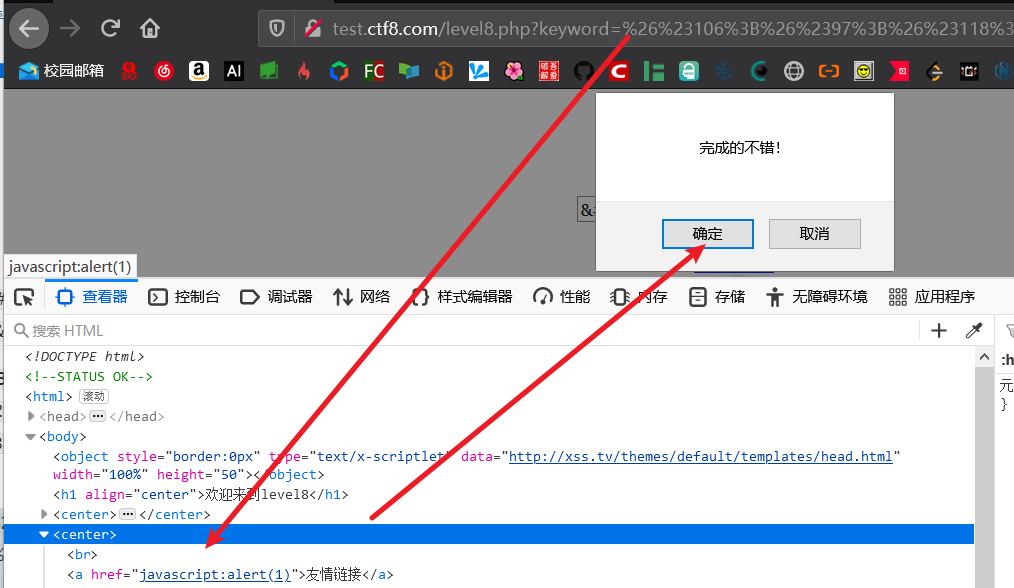 test.ctf8.com/level8.php?keyword=%26%23106%3B%26%2397%3B%26%23118%3
校园邮箱
AI
FC
完成的不错!
确定 取消
javascript:alert(1)
查看器 控制台 调试器 网络 样式编辑器 性能 内存 存储 无障碍环境 应用程序
搜索 HTML
<!DOCTYPE html>
<!--STATUS OK-->
<html> 滚动
<head> ••• </head>
<body>
<object style="border:0px" type="text/x-scriptlet" data="http://xss.tv/themes/default/templates/head.html"
width="100%" height="50"></object>
<h1 align="center">欢迎来到level8</h1>
<center> ••• </center>
<center>
<br>
<a href="javascript:alert(1)">友情链接</a>
:h
元
}